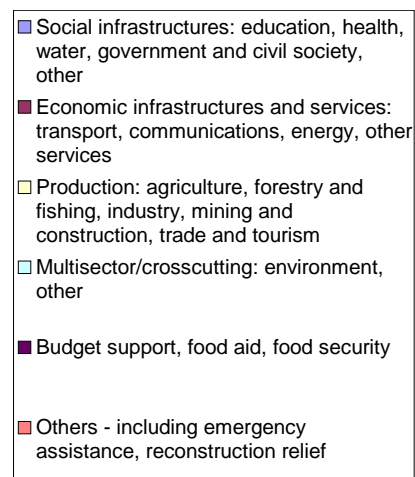 Social infrastructures: education, health,
water, government and civil society,
other
Economic infrastructures and services:
transport, communications, energy, other
services
Production: agriculture, forestry and
fishing, industry, mining and
construction, trade and tourism
Multisector/crosscutting: environment,
other
Budget support, food aid, food security
Others - including emergency
assistance, reconstruction relief